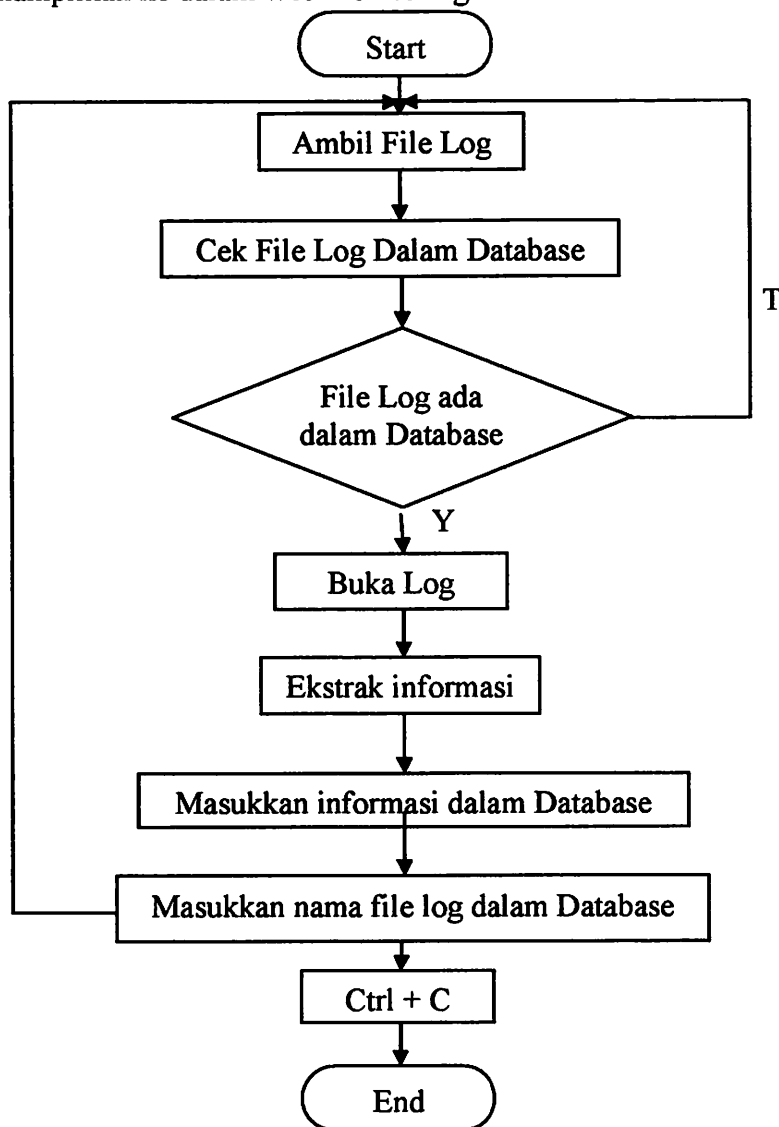 Start
Ambil File Log
Cek File Log Dalam Database
T
File Log ada
dalam Database
Y
Buka Log
Ekstrak informasi
Masukkan informasi dalam Database
Masukkan nama file log dalam Database
Ctrl + C
End